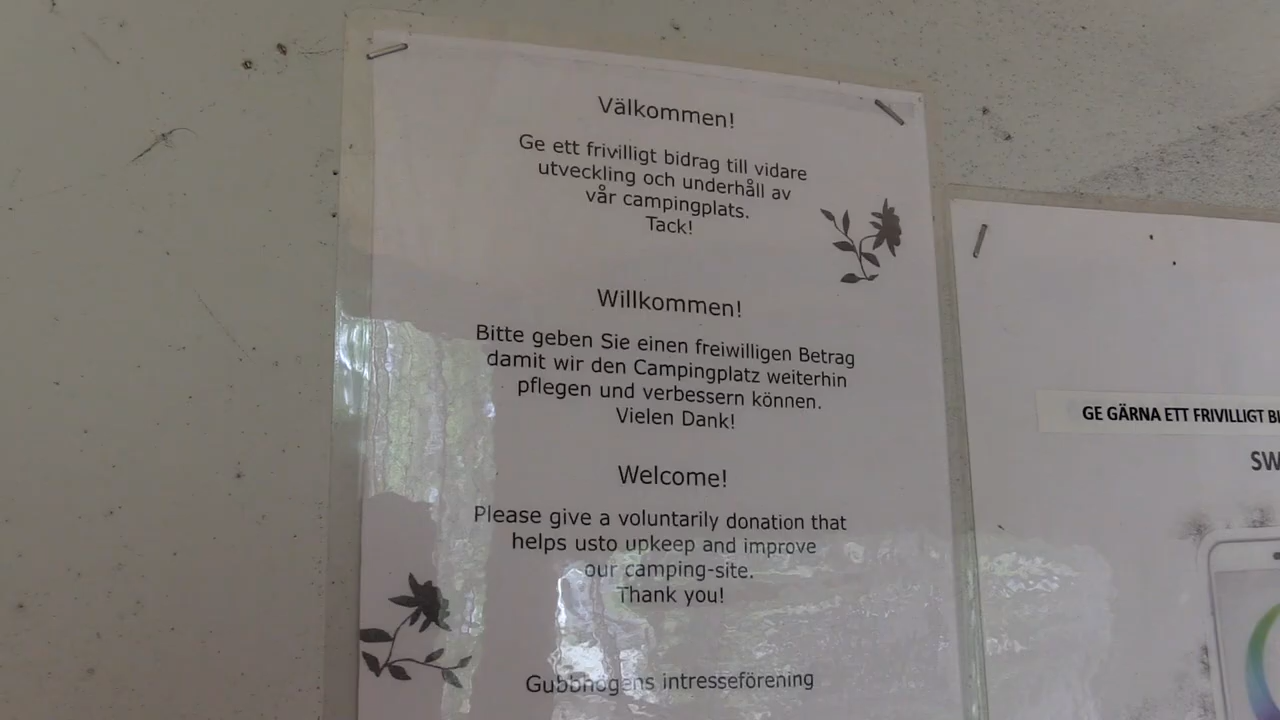 Välkommen!
Ge ett frivilligt bidrag till vidare
utveckling och underhåll av
vår campingplats.
Tack!
Willkommen!
Bitte geben Sie einen freiwilligen Betrag
damit wir den Campingplatz weiterhin
pflegen und verbessern können.
Vielen Dank!
Welcome!
Please give a voluntarily donation that
helps usto upkeep and improve
our camping-site.
Thank you!
Gubbhögens intresseförening
GE GÄRNA ETT FRIVILLIGT